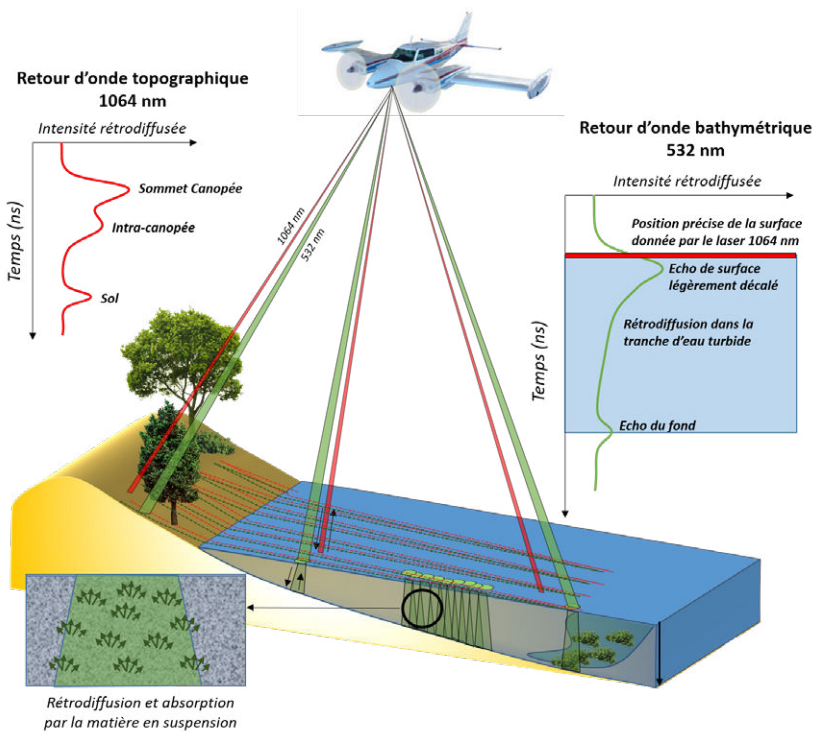 Retour d'onde topographique
1064 nm
Intensité rétrodiffusée
Temps (ns)
Sommet Canopée
Intra-canopée
Sol
1064 nm
532 nm
Retour d'onde bathymétrique
532 nm
Intensité rétrodiffusée
Temps (ns)
Position précise de la surface
donnée par le laser 1064 nm
Echo de surface
légèrement décalé
Rétrodiffusion dans la
tranche d'eau turbide
Echo du fond
Rétrodiffusion et absorption
par la matière en suspension